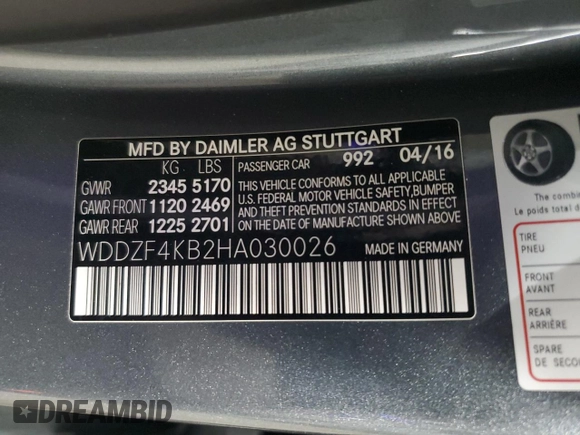 MFD BY DAIMLER AG STUTTGART
KG LBS
PASSENGER CAR 992 04/16
GVWR 2345 5170
GAWR FRONT 1120 2469
GAWR REAR 1225 2701
THIS VEHICLE CONFORMS TO ALL APPLICABLE
U.S. FEDERAL MOTOR VEHICLE SAFETY, BUMPER
AND THEFT PREVENTION STANDARDS IN EFFECT
ON THE DATE OF MANUFACTURE SHOWN ABOVE
WDDZF4KB2HA030026 MADE IN GERMANY
The combine
Le poids total d
TIRE
PNEU
FRONT
AVANT
REAR
ARRIÈRE
SPARE
DE SECO
DREAMBID